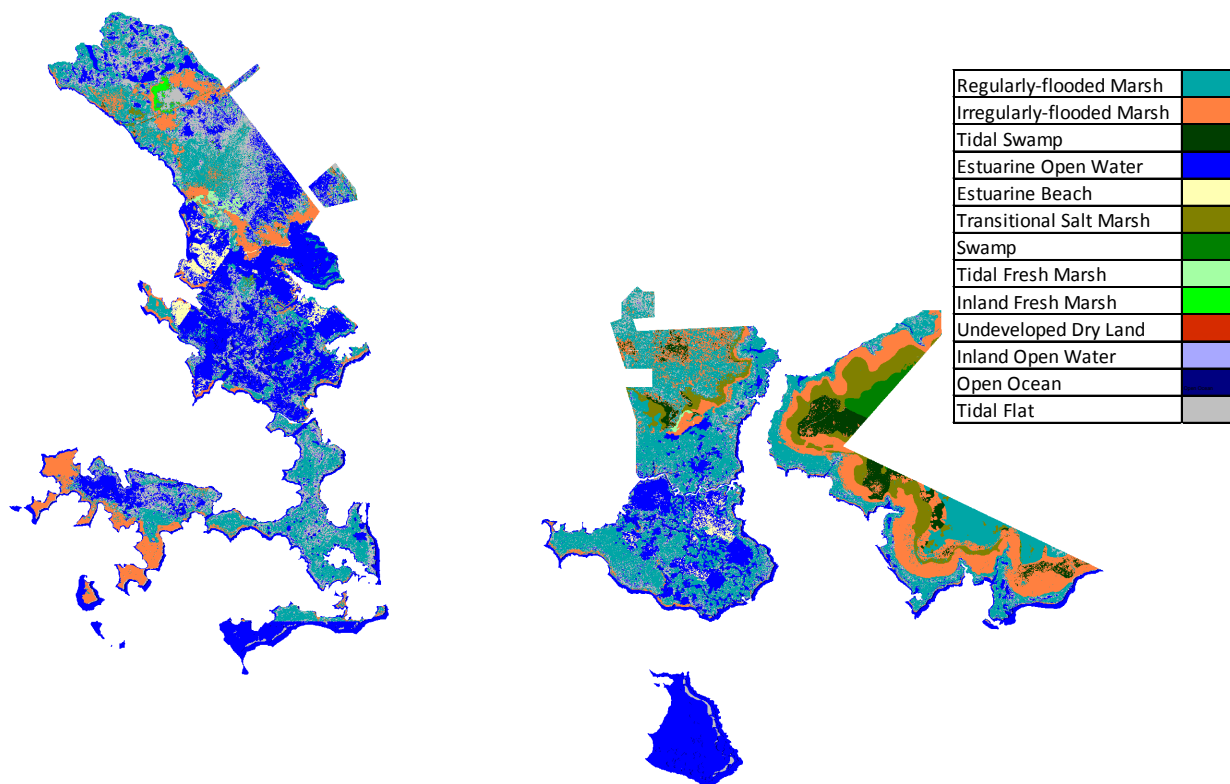 Regularly-flooded Marsh
Irregularly-flooded Marsh
Tidal Swamp
Estuarine Open Water
Estuarine Beach
Transitional Salt Marsh
Swamp
Tidal Fresh Marsh
Inland Fresh Marsh
Undeveloped Dry Land
Inland Open Water
Open Ocean
Tidal Flat